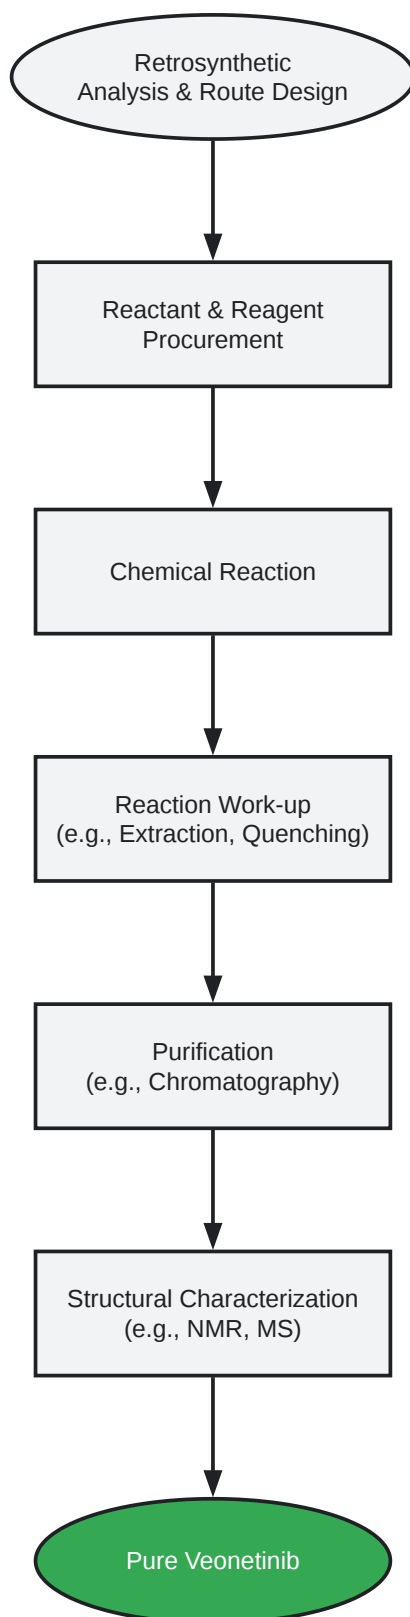 Retrosynthetic
Analysis & Route Design
Reactant & Reagent
Procurement
Chemical Reaction
Reaction Work-up
(e.g., Extraction, Quenching)
Purification
(e.g., Chromatography)
Structural Characterization
(e.g., NMR, MS)
Pure Veonetinib